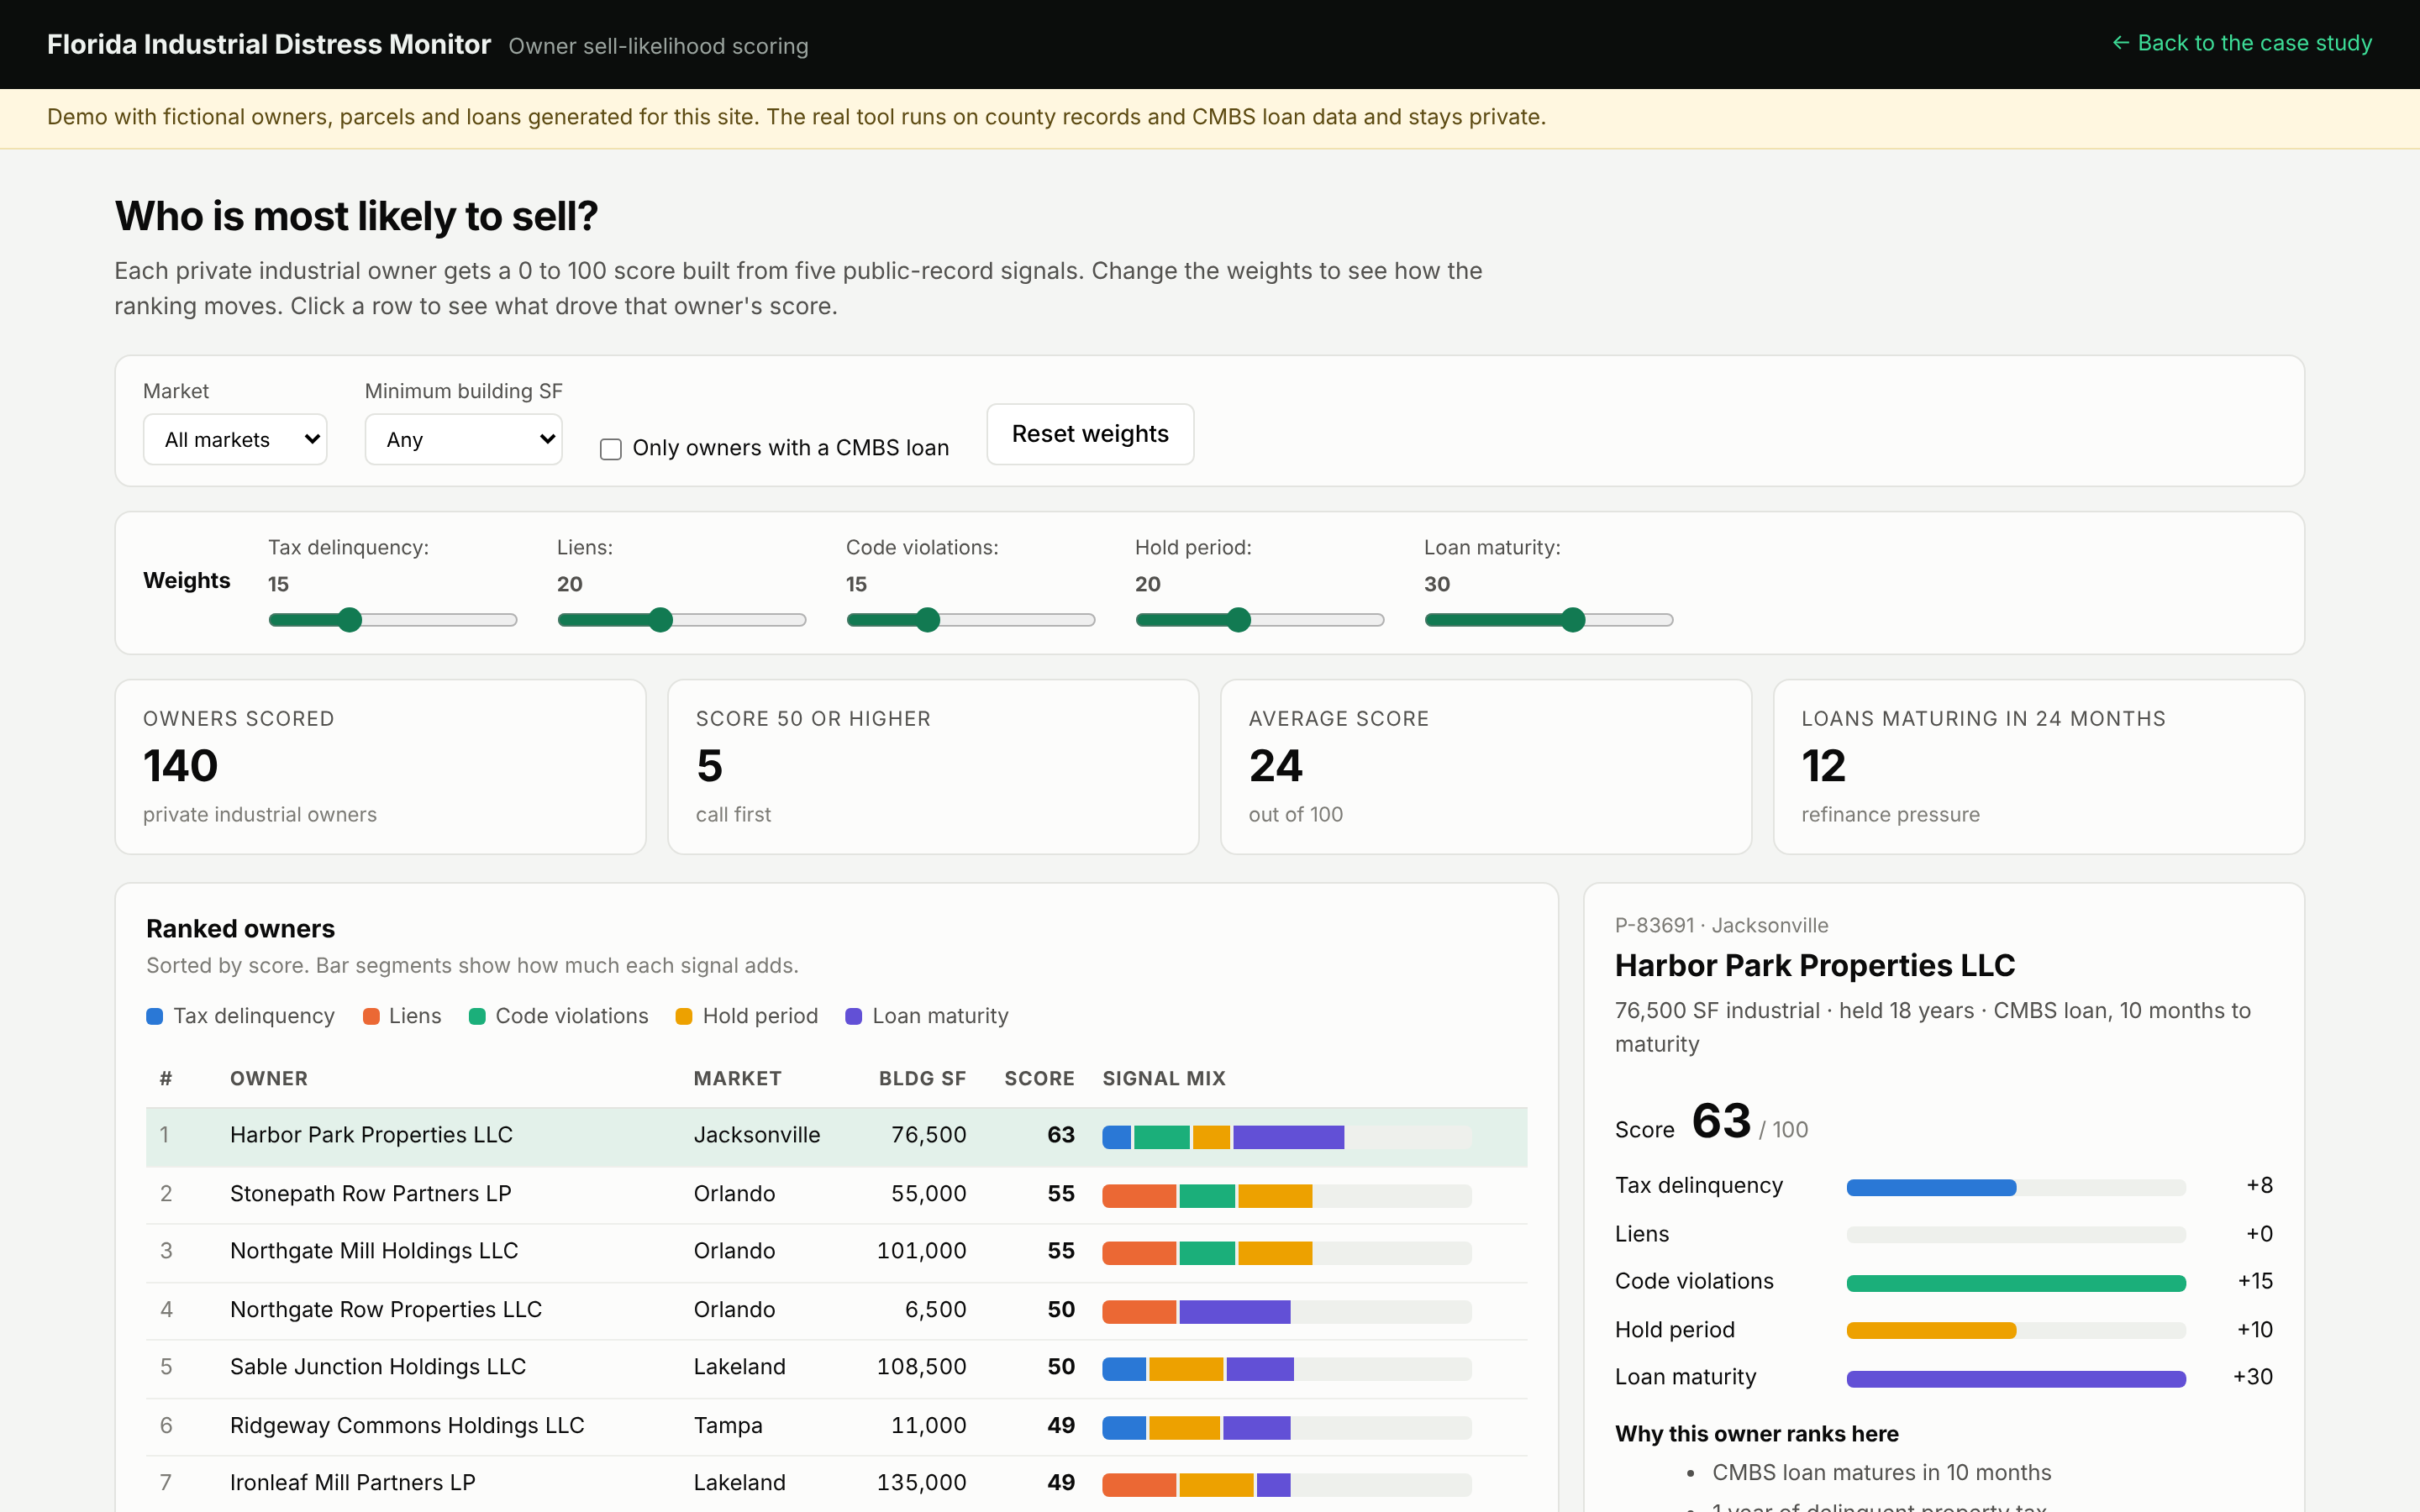 Florida Industrial Distress Monitor Owner sell-likelihood scoring
← Back to the case study
Demo with fictional owners, parcels and loans generated for this site. The real tool runs on county records and CMBS loan data and stays private.
Who is most likely to sell?
Each private industrial owner gets a 0 to 100 score built from five public-record signals. Change the weights to see how the
ranking moves. Click a row to see what drove that owner's score.
Market
All markets
Minimum building SF
Any
Only owners with a CMBS loan
Reset weights
Weights
Tax delinquency:
15
Liens:
20
Code violations:
15
Hold period:
20
Loan maturity:
30
OWNERS SCORED
140
private industrial owners
SCORE 50 OR HIGHER
5
call first
AVERAGE SCORE
24
out of 100
LOANS MATURING IN 24 MONTHS
12
refinance pressure
Ranked owners
Sorted by score. Bar segments show how much each signal adds.
Tax delinquency Liens Code violations Hold period Loan maturity
# OWNER MARKET BLDG SF SCORE SIGNAL MIX
1 Harbor Park Properties LLC Jacksonville 76,500 63
2 Stonepath Row Partners LP Orlando 55,000 55
3 Northgate Mill Holdings LLC Orlando 101,000 55
4 Northgate Row Properties LLC Orlando 6,500 50
5 Sable Junction Holdings LLC Lakeland 108,500 50
6 Ridgeway Commons Holdings LLC Tampa 11,000 49
7 Ironleaf Mill Partners LP Lakeland 135,000 49
P-83691 · Jacksonville
Harbor Park Properties LLC
76,500 SF industrial · held 18 years · CMBS loan, 10 months to
maturity
Score 63 / 100
Tax delinquency +8
Liens +0
Code violations +15
Hold period +10
Loan maturity +30
Why this owner ranks here
• CMBS loan matures in 10 months
• 1 year of delinquent property tax